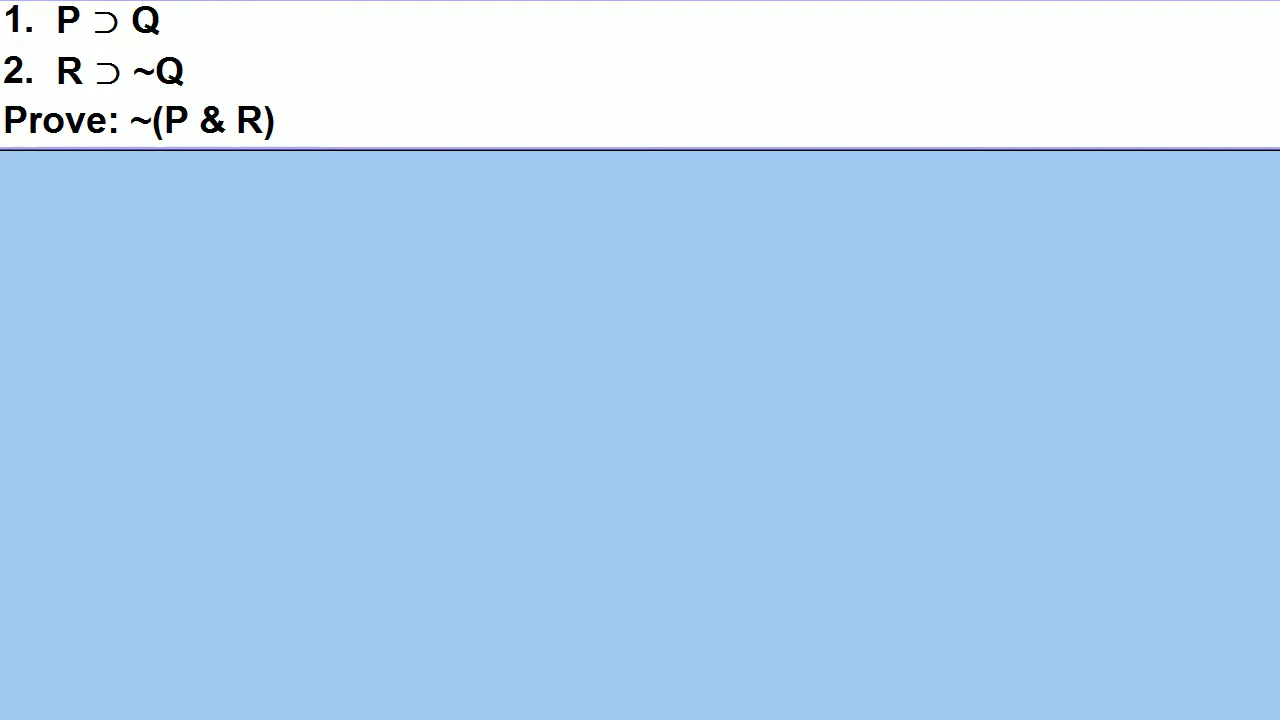 1. P ⊃ Q
2. R ⊃ ~Q
Prove: ~(P & R)